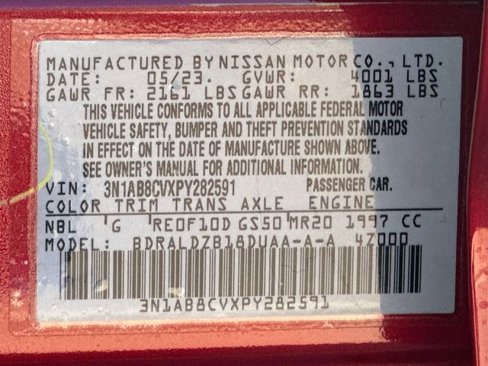 MANUFACTURED BY NISSAN MOTOR CO., LTD.
DATE: 05/23. GVWR: 4001 LBS
GAWR FR: 2161 LBS GAWR RR: 1863 LBS
THIS VEHICLE CONFORMS TO ALL APPLICABLE FEDERAL MOTOR
VEHICLE SAFETY, BUMPER AND THEFT PREVENTION STANDARDS
IN EFFECT ON THE DATE OF MANUFACTURE SHOWN ABOVE.
SEE OWNER'S MANUAL FOR ADDITIONAL INFORMATION.
VIN: 3N1AB8CVXPY282591 PASSENGER CAR.
COLOR TRIM TRANS AXLE ENGINE
NBL G RE0F10D GS50 MR20 1997 CC
MODEL: BDRALDZB18DUAA-A-A 4Z000
3N1AB8CVXPY282591